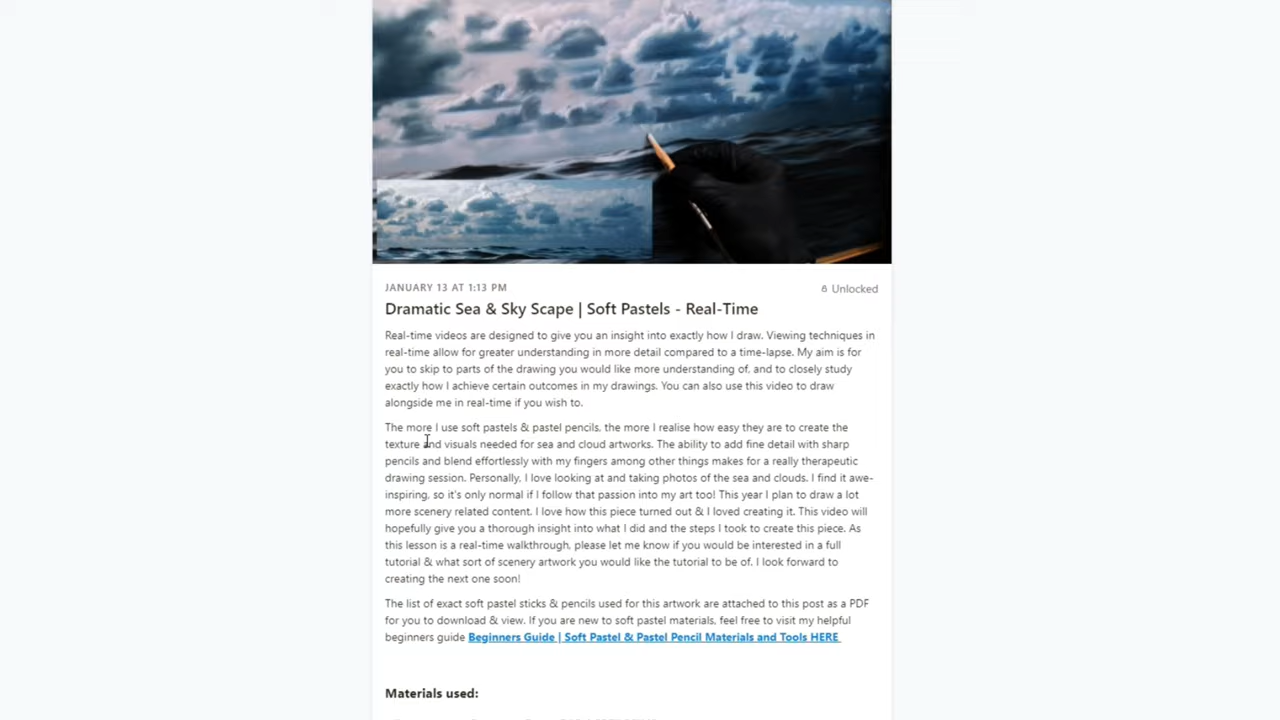 JANUARY 13 AT 1:13 PM
Unlocked
Dramatic Sea & Sky Scape | Soft Pastels - Real-Time
Real-time videos are designed to give you an insight into exactly how I draw. Viewing techniques in
real-time allow for greater understanding in more detail compared to a time-lapse. My aim is for
you to skip to parts of the drawing you would like more understanding of, and to closely study
exactly how I achieve certain outcomes in my drawings. You can also use this video to draw
alongside me in real-time if you wish to.
The more I use soft pastels & pastel pencils, the more I realise how easy they are to create the
texture and visuals needed for sea and cloud artworks. The ability to add fine detail with sharp
pencils and blend effortlessly with my fingers among other things makes for a really therapeutic
drawing session. Personally, I love looking at and taking photos of the sea and clouds. I find it awe-
inspiring, so it's only normal if I follow that passion into my art too! This year I plan to draw a lot
more scenery related content. I love how this piece turned out & I loved creating it. This video will
hopefully give you a thorough insight into what I did and the steps I took to create this piece. As
this lesson is a real-time walkthrough, please let me know if you would be interested in a full
tutorial & what sort of scenery artwork you would like the tutorial to be of. I look forward to
creating the next one soon!
The list of exact soft pastel sticks & pencils used for this artwork are attached to this post as a PDF
for you to download & view. If you are new to soft pastel materials, feel free to visit my helpful
beginners guide Beginners Guide | Soft Pastel & Pastel Pencil Materials and Tools HERE
Materials used: